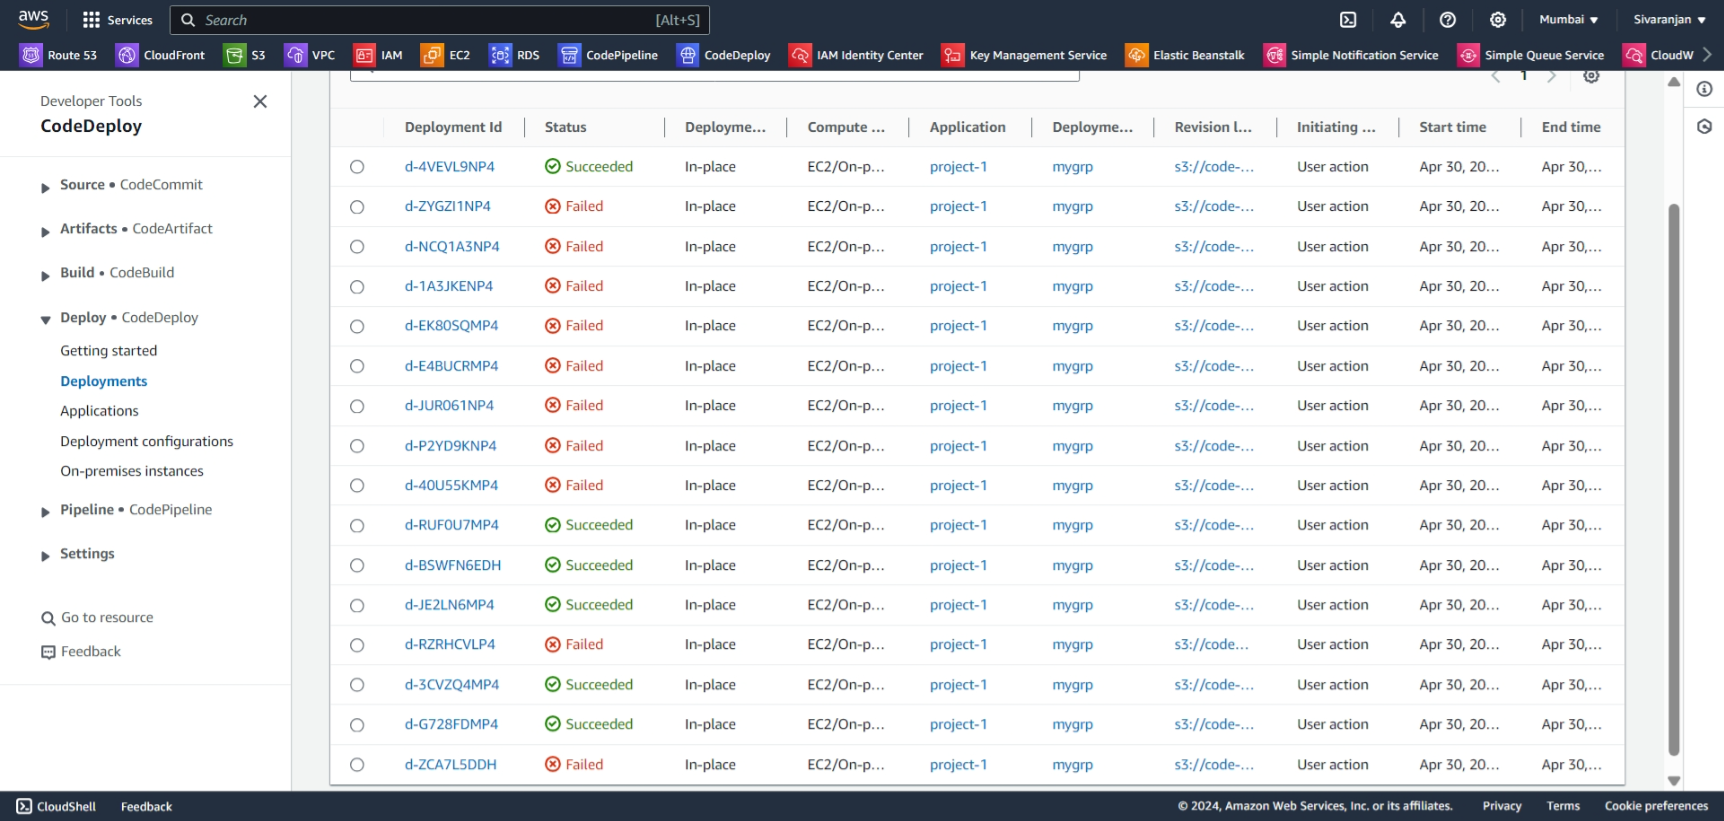 aws Services Search [Alt+S] Mumbai Sivaranjan
Route 53 CloudFront S3 VPC IAM EC2 RDS CodePipeline CodeDeploy IAM Identity Center Key Management Service Elastic Beanstalk Simple Notification Service Simple Queue Service CloudW
Developer Tools
CodeDeploy
Source • CodeCommit
Artifacts • CodeArtifact
Build • CodeBuild
Deploy • CodeDeploy
Getting started
Deployments
Applications
Deployment configurations
On-premises instances
Pipeline • CodePipeline
Settings
Go to resource
Feedback
1
Deployment Id Status Deployme... Compute ... Application Deployme... Revision l... Initiating ... Start time End time
d-4VEVL9NP4 Succeeded In-place EC2/On-p... project-1 mygrp s3://code-... User action Apr 30, 20... Apr 30,...
d-ZYGZI1NP4 Failed In-place EC2/On-p... project-1 mygrp s3://code-... User action Apr 30, 20... Apr 30,...
d-NCQ1A3NP4 Failed In-place EC2/On-p... project-1 mygrp s3://code-... User action Apr 30, 20... Apr 30,...
d-1A3JKENP4 Failed In-place EC2/On-p... project-1 mygrp s3://code-... User action Apr 30, 20... Apr 30,...
d-EK80SQMP4 Failed In-place EC2/On-p... project-1 mygrp s3://code-... User action Apr 30, 20... Apr 30,...
d-E4BUCRMP4 Failed In-place EC2/On-p... project-1 mygrp s3://code-... User action Apr 30, 20... Apr 30,...
d-JUR061NP4 Failed In-place EC2/On-p... project-1 mygrp s3://code-... User action Apr 30, 20... Apr 30,...
d-P2YD9KNP4 Failed In-place EC2/On-p... project-1 mygrp s3://code-... User action Apr 30, 20... Apr 30,...
d-40U55KMP4 Failed In-place EC2/On-p... project-1 mygrp s3://code-... User action Apr 30, 20... Apr 30,...
d-RUF0U7MP4 Succeeded In-place EC2/On-p... project-1 mygrp s3://code-... User action Apr 30, 20... Apr 30,...
d-BSWFN6EDH Succeeded In-place EC2/On-p... project-1 mygrp s3://code-... User action Apr 30, 20... Apr 30,...
d-JE2LN6MP4 Succeeded In-place EC2/On-p... project-1 mygrp s3://code-... User action Apr 30, 20... Apr 30,...
d-RZRHCVLP4 Failed In-place EC2/On-p... project-1 mygrp s3://code... User action Apr 30, 20... Apr 30,...
d-3CVZQ4MP4 Succeeded In-place EC2/On-p... project-1 mygrp s3://code-... User action Apr 30, 20... Apr 30,...
d-G728FDMP4 Succeeded In-place EC2/On-p... project-1 mygrp s3://code-... User action Apr 30, 20... Apr 30,...
d-ZCA7L5DDH Failed In-place EC2/On-p... project-1 mygrp s3://code-... User action Apr 30, 20... Apr 30,...
CloudShell Feedback © 2024, Amazon Web Services, Inc. or its affiliates. Privacy Terms Cookie preferences